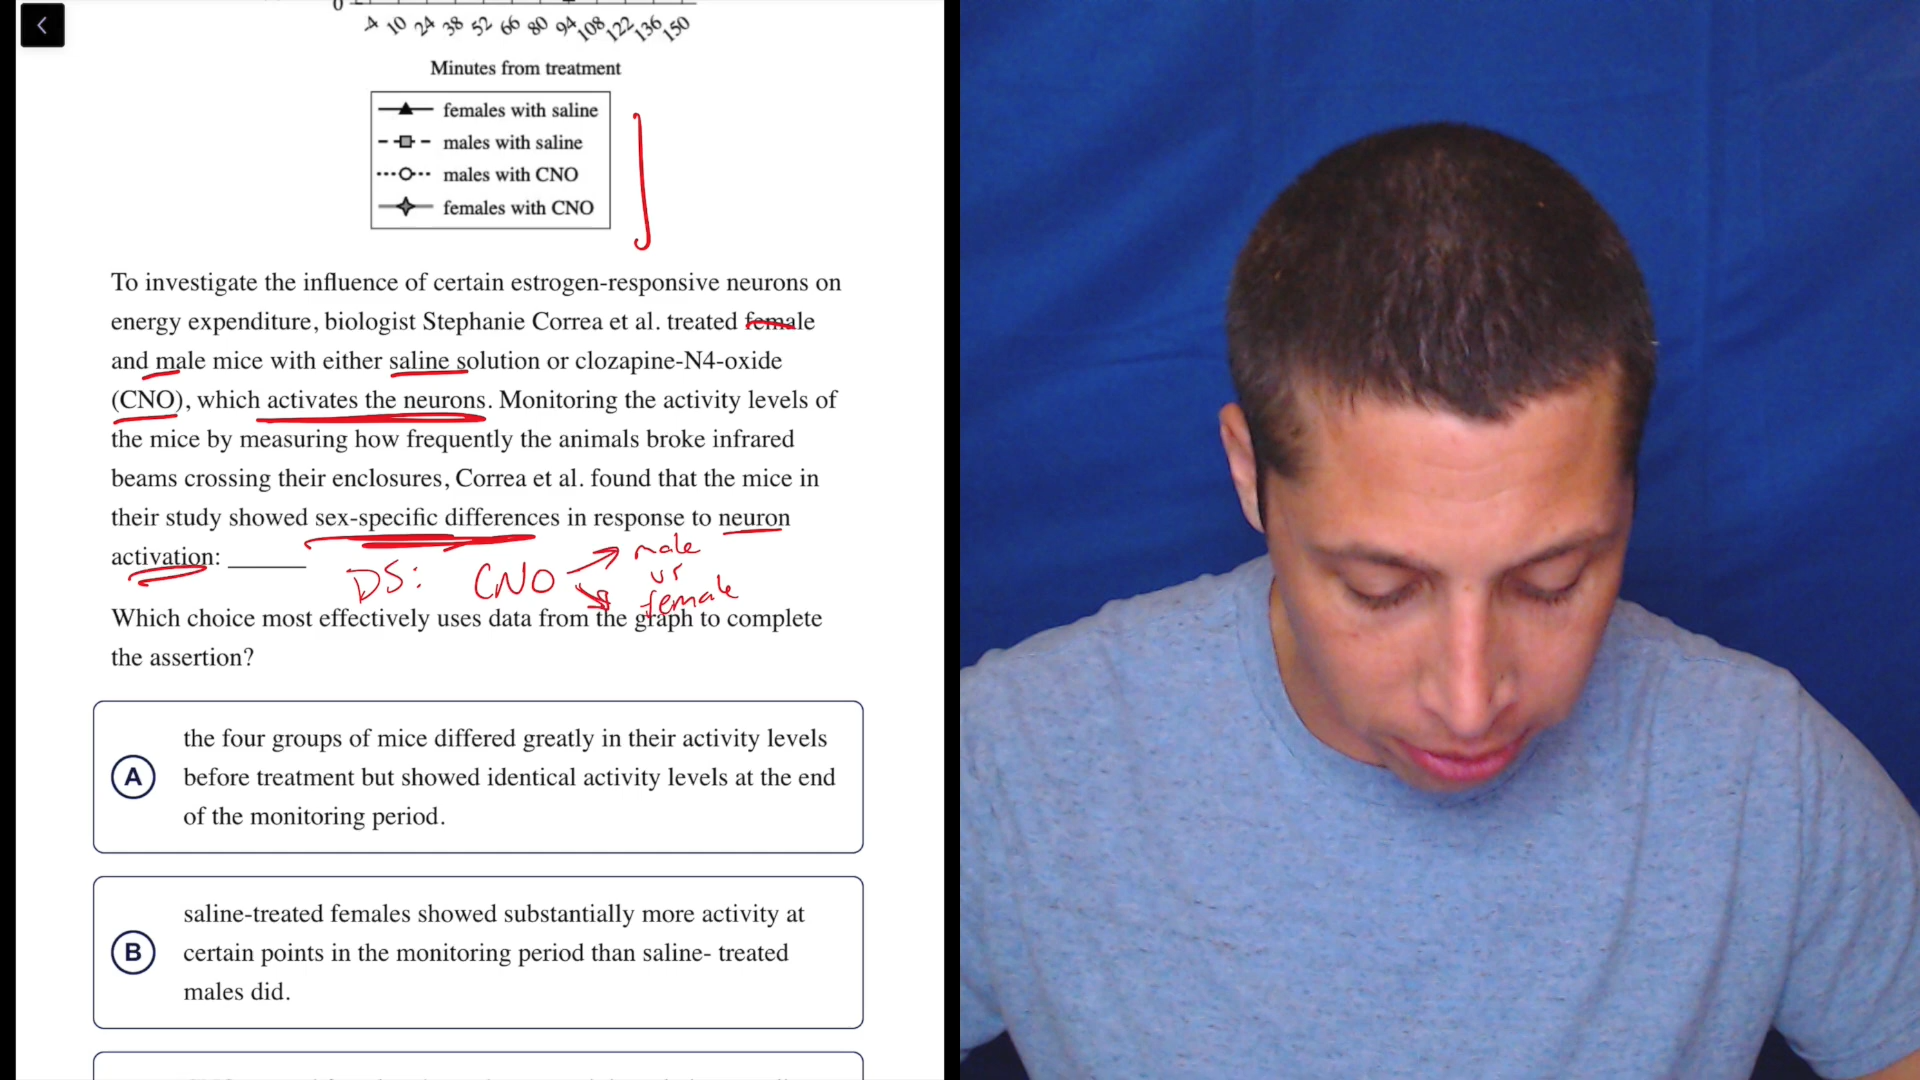 0
-4 10 24 38 52 66 80 94 108 122 136 150
Minutes from treatment
females with saline
males with saline
males with CNO
females with CNO
To investigate the influence of certain estrogen-responsive neurons on
energy expenditure, biologist Stephanie Correa et al. treated female
and male mice with either saline solution or clozapine-N4-oxide
(CNO), which activates the neurons. Monitoring the activity levels of
the mice by measuring how frequently the animals broke infrared
beams crossing their enclosures, Correa et al. found that the mice in
their study showed sex-specific differences in response to neuron
activation: ______
DS: CNO male
vs
female
Which choice most effectively uses data from the graph to complete
the assertion?
A
the four groups of mice differed greatly in their activity levels
before treatment but showed identical activity levels at the end
of the monitoring period.
B
saline-treated females showed substantially more activity at
certain points in the monitoring period than saline- treated
males did.